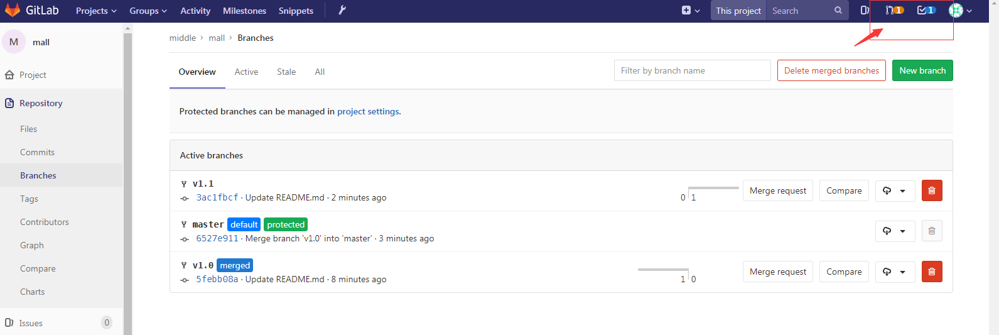 GitLab Projects Groups Activity Milestones Snippets This project Search 1 1
M mall
Project
Repository
Files
Commits
Branches
Tags
Contributors
Graph
Compare
Charts
Issues 0
middle › mall › Branches
Overview Active Stale All Filter by branch name Delete merged branches New branch
Protected branches can be managed in project settings.
Active branches
v1.1
3ac1fbcf · Update README.md · 2 minutes ago 0 1 Merge request Compare
master default protected
6527e911 · Merge branch 'v1.0' into 'master' · 3 minutes ago
v1.0 merged
5febb08a · Update README.md · 8 minutes ago 1 0 Merge request Compare